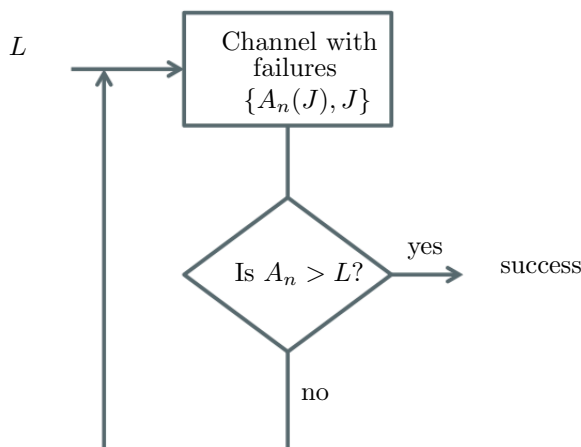 L
Channel with
failures
{A_n(J), J}
Is A_n > L?
yes
success
no